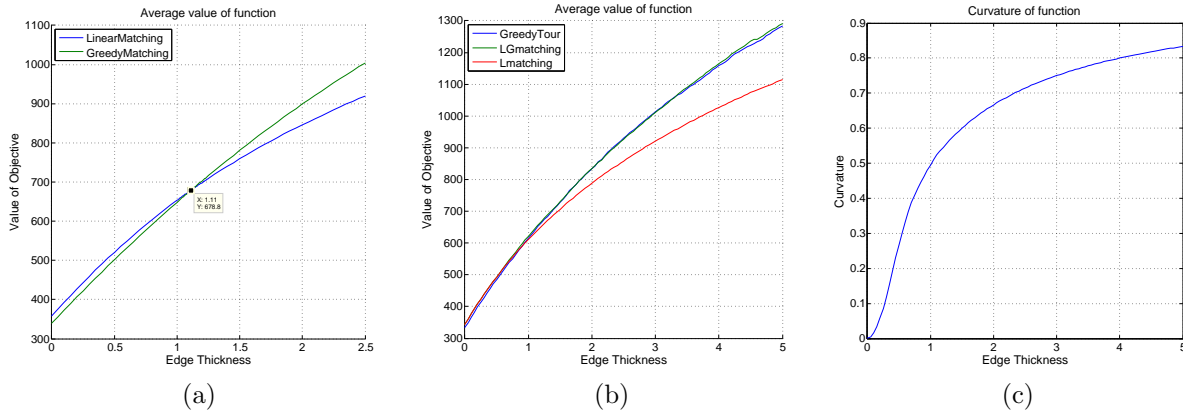 Average value of function
1100
1000
900
800
700
600
500
400
300
0
0.5
1
1.5
2
2.5
Edge Thickness
Value of Objective
LinearMatching
GreedyMatching
X: 1.11
Y: 678.8
(a)
Average value of function
1300
1200
1100
1000
900
800
700
600
500
400
300
0
1
2
3
4
5
Edge Thickness
Value of Objective
GreedyTour
LGmatching
Lmatching
(b)
Curvature of function
0.9
0.8
0.7
0.6
0.5
0.4
0.3
0.2
0.1
0
0
1
2
3
4
5
Edge Thickness
Curvature
(c)